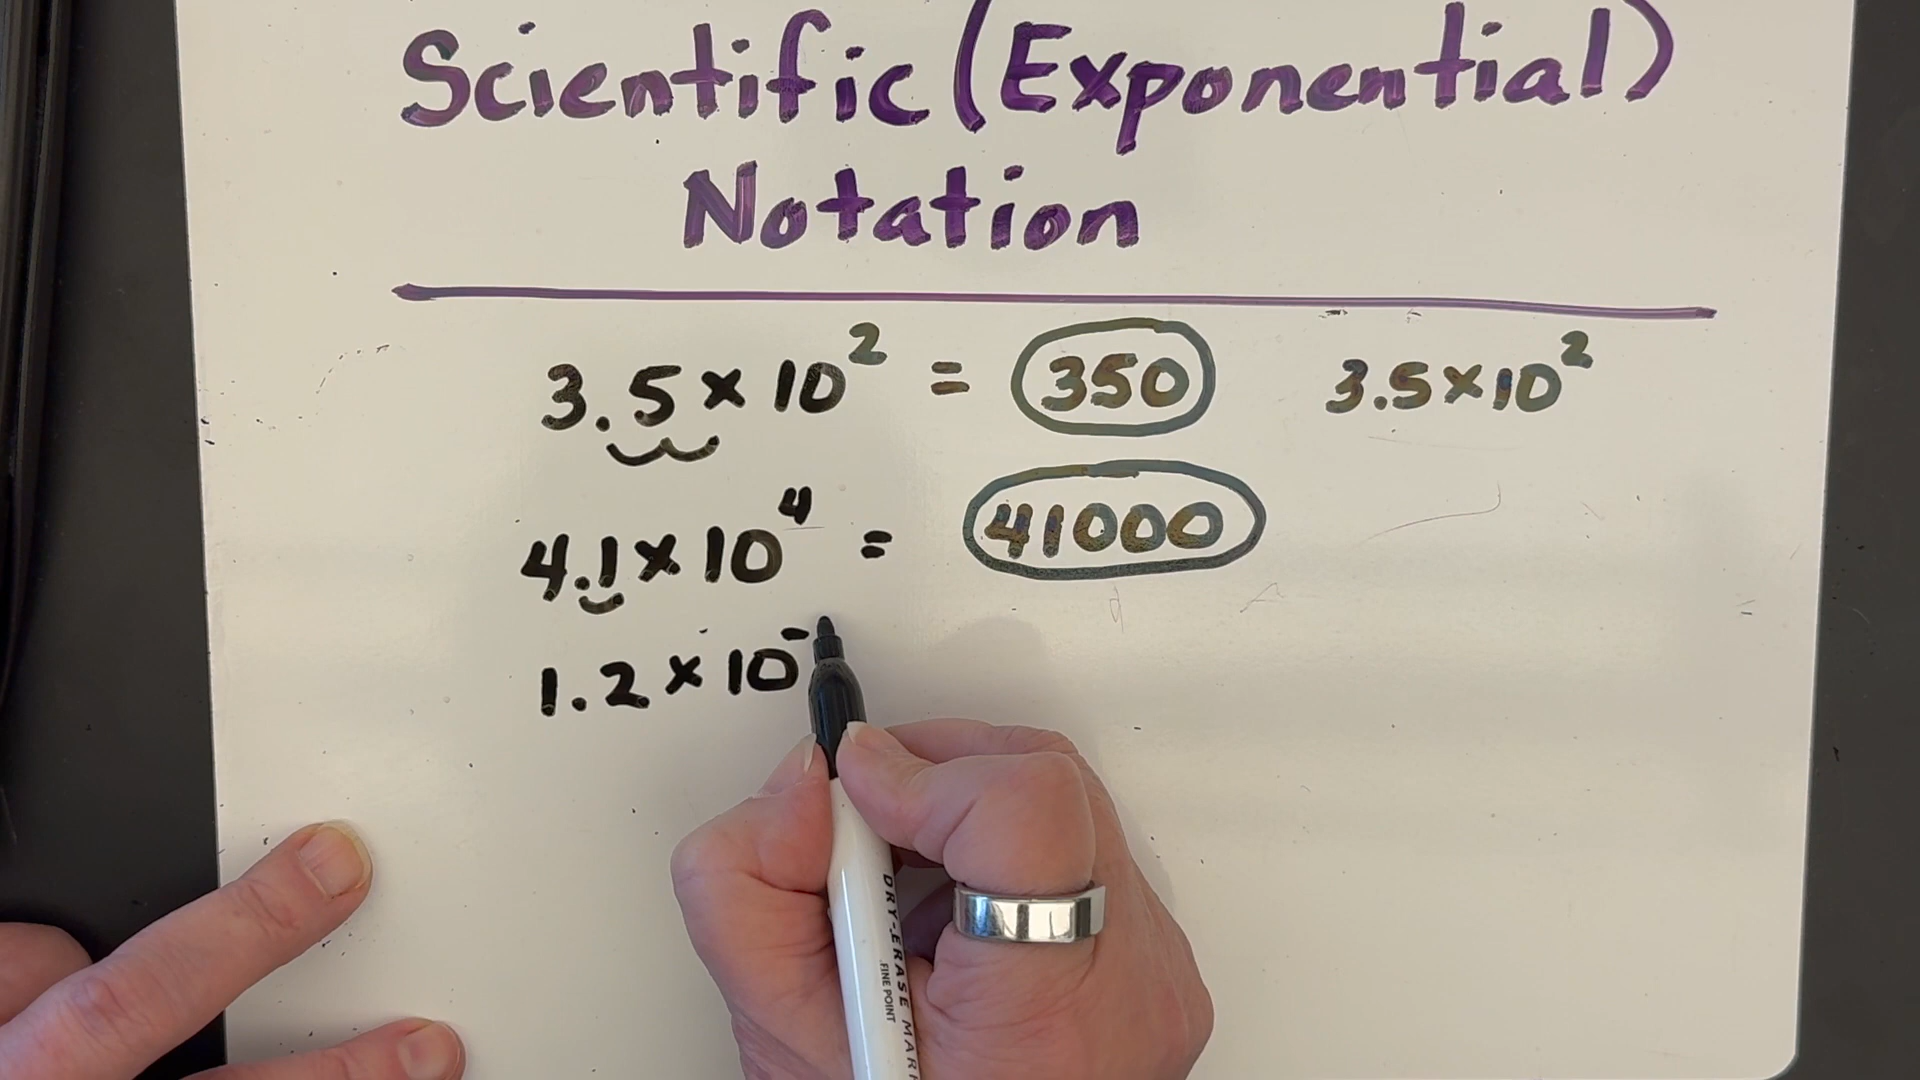 Scientific (Exponential)
Notation
3.5 × 10² = 350 3.5×10²
4.1 × 10⁴ = 41000
1.2 × 10⁻
DRY-ERASE MAR
FINE POINT